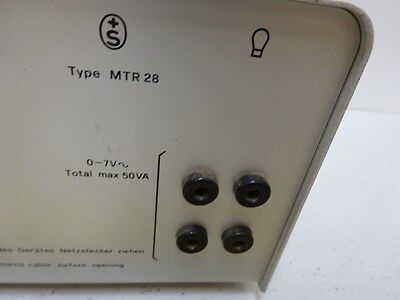 +S
Type MTR 28
0–7V~
Total max 50VA
des Gerätes Netzstecker ziehen
mains cable before opening